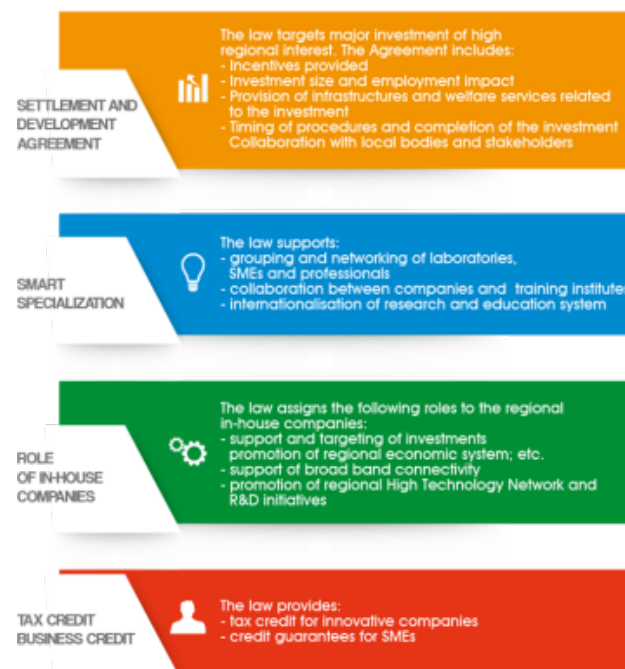 SETTLEMENT AND
DEVELOPMENT
AGREEMENT
The law targets major investment of high
regional interest. The Agreement includes:
- Incentives provided
- Investment size and employment impact
- Provision of infrastructures and welfare services related
to the investment
- Timing of procedures and completion of the investment
Collaboration with local bodies and stakeholders
SMART
SPECIALIZATION
The law supports:
- grouping and networking of laboratories,
SMEs and professionals
- collaboration between companies and training institutes
- internationalisation of research and education system
ROLE
OF IN-HOUSE
COMPANIES
The law assigns the following roles to the regional
in-house companies:
- support and targeting of investments
promotion of regional economic system; etc.
- support of broad band connectivity
- promotion of regional High Technology Network and
R&D initiatives
TAX CREDIT
BUSINESS CREDIT
The law provides:
- tax credit for innovative companies
- credit guarantees for SMEs